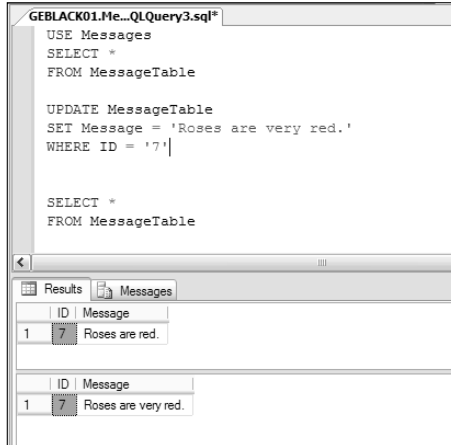 GEBLACK01.Me...QLQuery3.sql*
USE Messages
SELECT *
FROM MessageTable
UPDATE MessageTable
SET Message = 'Roses are very red.'
WHERE ID = '7'
SELECT *
FROM MessageTable
Results Messages
ID Message
1 7 Roses are red.
ID Message
1 7 Roses are very red.